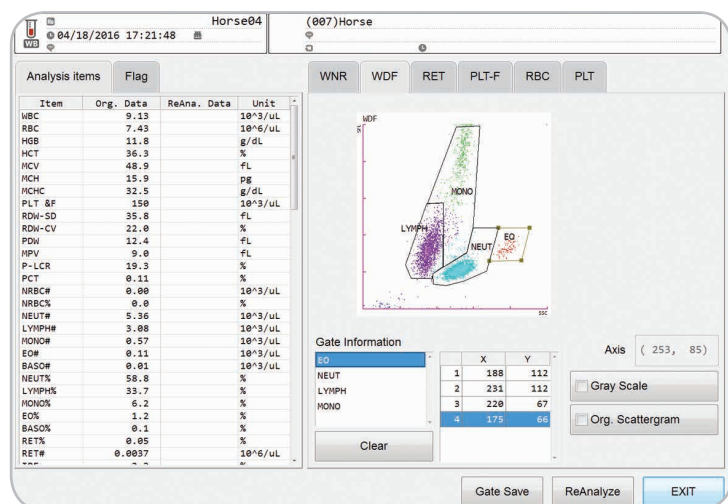 Horse04
(007)Horse
WB
04/18/2016 17:21:48
Analysis items Flag
Item Org. Data ReAna. Data Unit
WBC 9.13 10^3/uL
RBC 7.43 10^6/uL
HGB 11.8 g/dL
HCT 36.3 %
MCV 48.9 fL
MCH 15.9 pg
MCHC 32.5 g/dL
PLT &F 150 10^3/uL
RDW-SD 35.8 fL
RDW-CV 22.0 %
PDW 12.4 fL
MPV 9.0 fL
P-LCR 19.3 %
PCT 0.11 %
NRBC# 0.00 10^3/uL
NRBC% 0.0 %
NEUT# 5.36 10^3/uL
LYMPH# 3.08 10^3/uL
MONO# 0.57 10^3/uL
EO# 0.11 10^3/uL
BASO# 0.01 10^3/uL
NEUT% 58.8 %
LYMPH% 33.7 %
MONO% 6.2 %
EO% 1.2 %
BASO% 0.1 %
RET% 0.05 %
RET# 0.0037 10^6/uL
WNR WDF RET PLT-F RBC PLT
WDF
MONO
LYMPH
EO
NEUT
SSC
Gate Information
EO
NEUT
LYMPH
MONO
X Y
1 188 112
2 231 112
3 220 67
4 175 66
Clear
Axis ( 253, 85)
Gray Scale
Org. Scattergram
Gate Save ReAnalyze EXIT